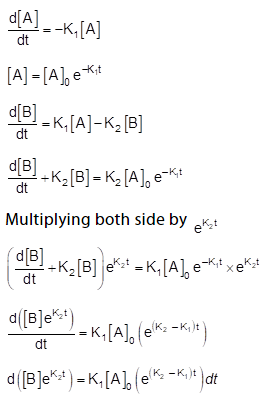 d[A]/dt = -K₁[A]
[A] = [A]₀ e^(-K₁t)
d[B]/dt = K₁[A] - K₂[B]
d[B]/dt + K₂[B] = K₂[A]₀ e^(-K₁t)
Multiplying both side by e^(K₂t)
(d[B]/dt + K₂[B]) e^(K₂t) = K₁[A]₀ e^(-K₁t) × e^(K₂t)
d([B]e^(K₂t))/dt = K₁[A]₀ (e^((K₂ - K₁)t))
d([B]e^(K₂t)) = K₁[A]₀ (e^((K₂ - K₁)t) dt